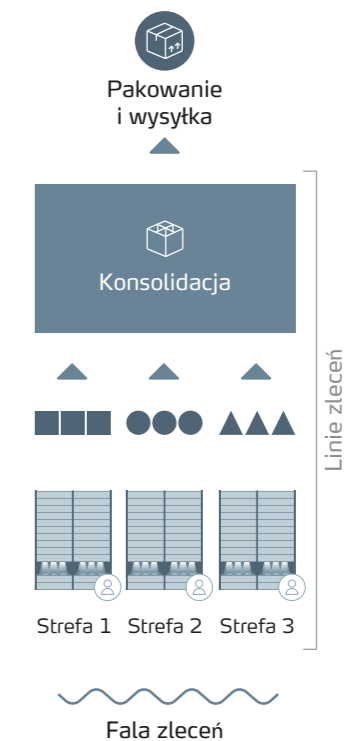 Pakowanie
i wysyłka
Konsolidacja
Linie zleceń
Strefa 1
Strefa 2
Strefa 3
Fala zleceń